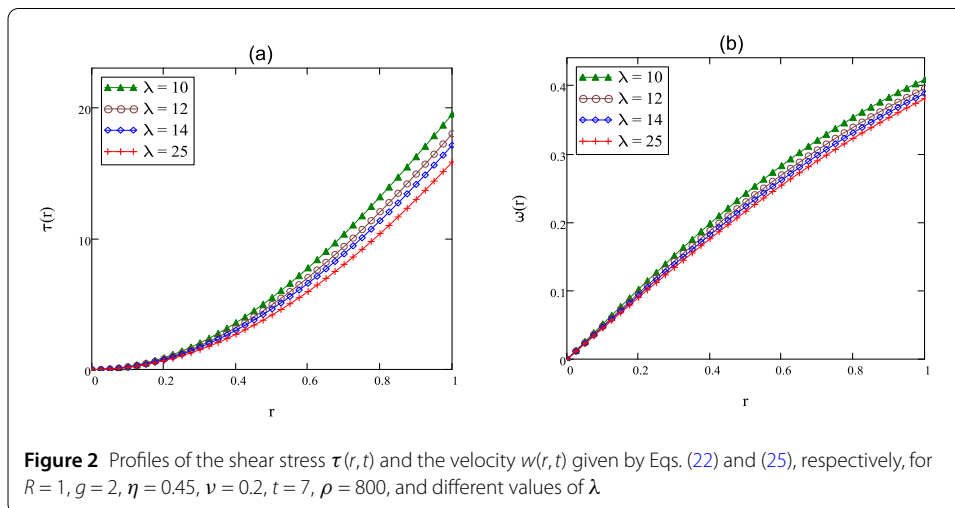 (a)
λ = 10
λ = 12
λ = 14
λ = 25
20
10
0
τ(r)
0 0.2 0.4 0.6 0.8 1
r
(b)
λ = 10
λ = 12
λ = 14
λ = 25
0.4
0.3
0.2
0.1
0
ω(r)
0 0.2 0.4 0.6 0.8 1
r
Figure 2 Profiles of the shear stress τ(r, t) and the velocity w(r, t) given by Eqs. (22) and (25), respectively, for
R = 1, g = 2, η = 0.45, ν = 0.2, t = 7, ρ = 800, and different values of λ